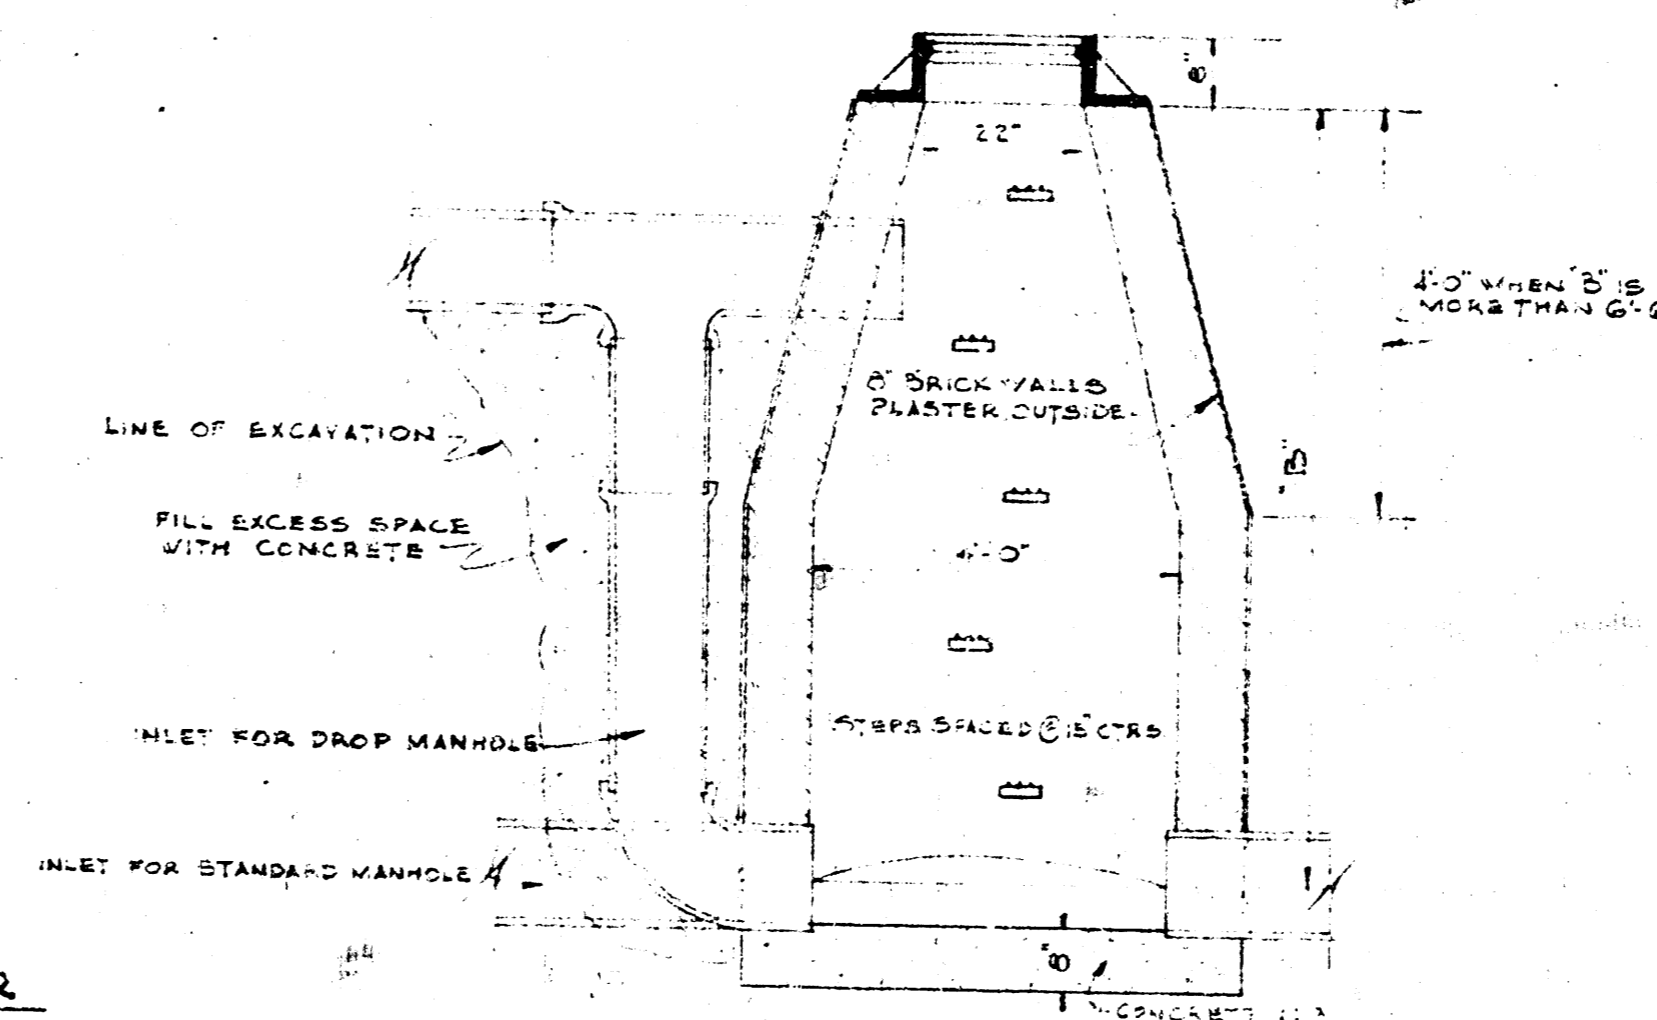 8"
22"
4'-0" WHEN "B" IS
MORE THAN 6'-
8" BRICK WALLS
PLASTER OUTSIDE
LINE OF EXCAVATION
"B"
FILL EXCESS SPACE
WITH CONCRETE
4'-0"
STEPS SPACED @ 15" CTRS.
INLET FOR DROP MANHOLE
INLET FOR STANDARD MANHOLE
8"
CONCRETE